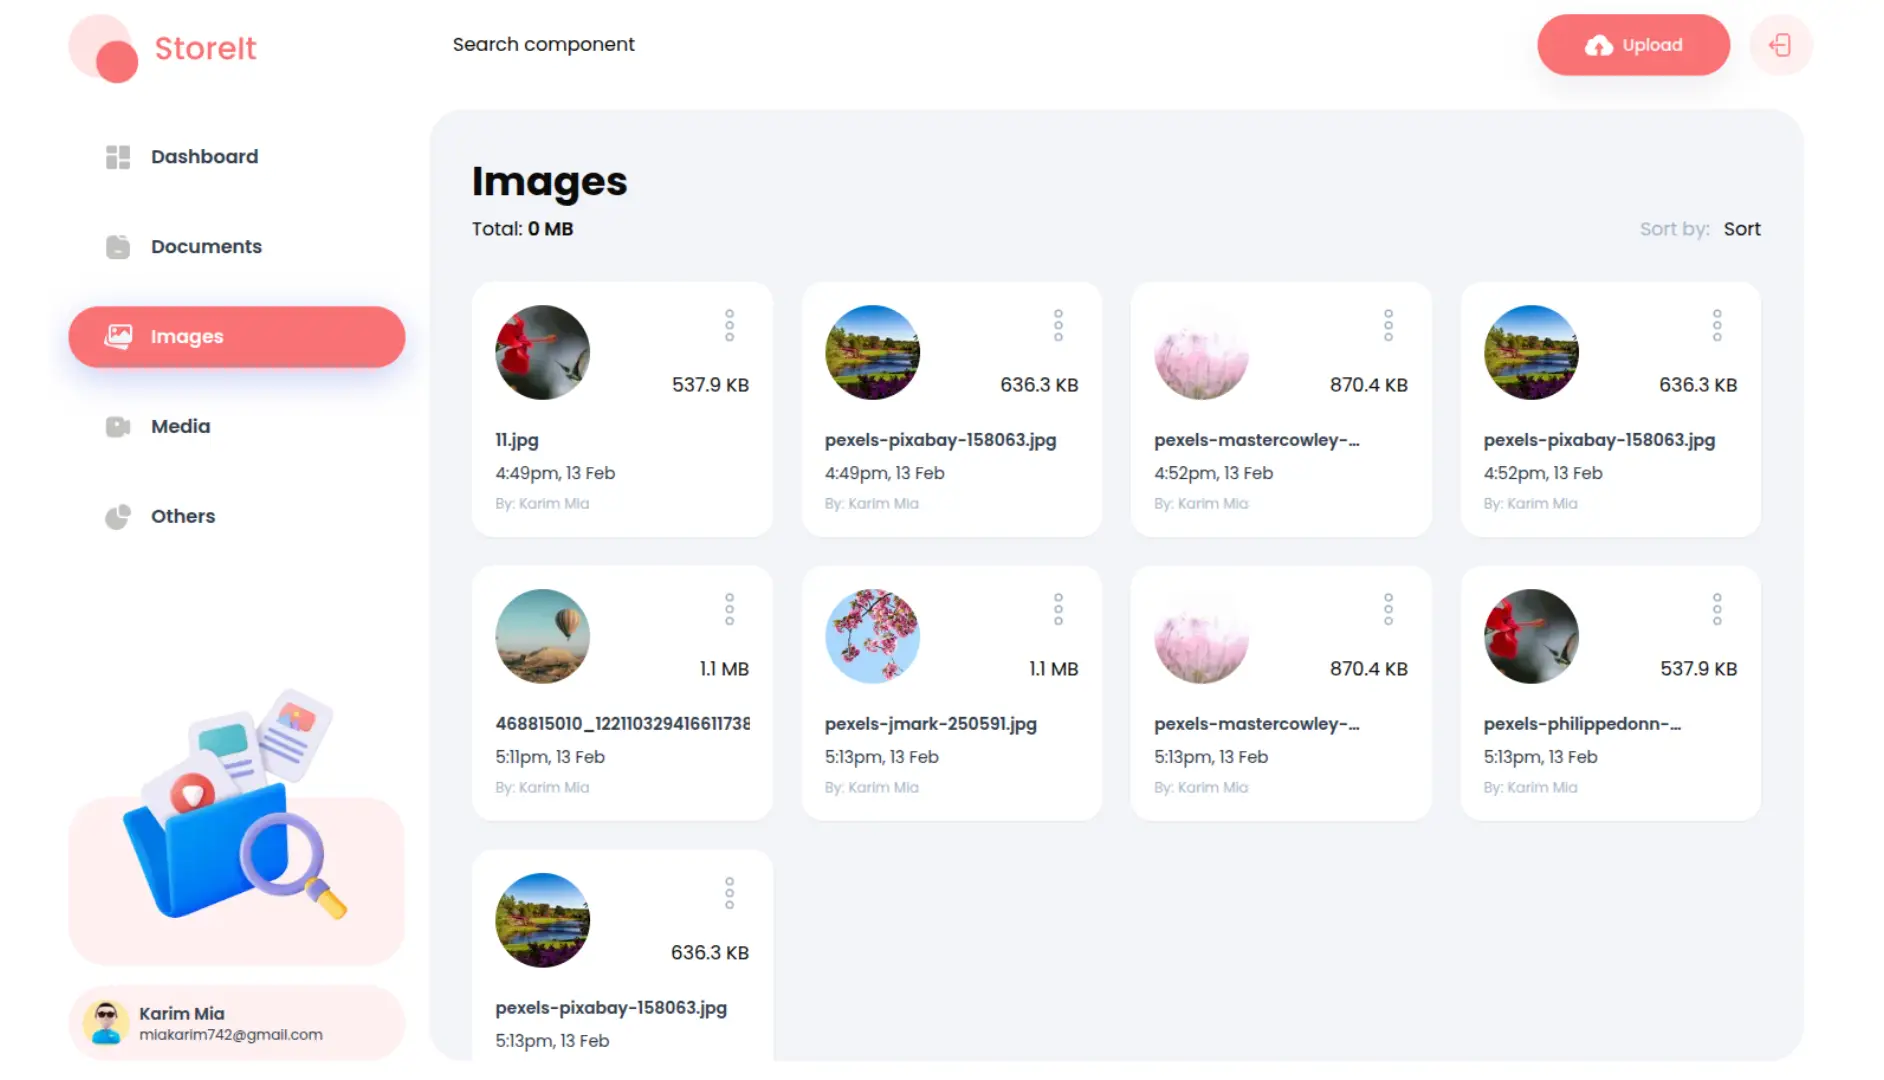 StoreIt
Search component
Upload
Dashboard
Documents
Images
Media
Others
Karim Mia
miakarim742@gmail.com
Images
Total: 0 MB
Sort by: Sort
537.9 KB
11.jpg
4:49pm, 13 Feb
By: Karim Mia
636.3 KB
pexels-pixabay-158063.jpg
4:49pm, 13 Feb
By: Karim Mia
870.4 KB
pexels-mastercowley-...
4:52pm, 13 Feb
By: Karim Mia
636.3 KB
pexels-pixabay-158063.jpg
4:52pm, 13 Feb
By: Karim Mia
1.1 MB
468815010_122110329416611738
5:11pm, 13 Feb
By: Karim Mia
1.1 MB
pexels-jmark-250591.jpg
5:13pm, 13 Feb
By: Karim Mia
870.4 KB
pexels-mastercowley-...
5:13pm, 13 Feb
By: Karim Mia
537.9 KB
pexels-philippedonn-...
5:13pm, 13 Feb
By: Karim Mia
636.3 KB
pexels-pixabay-158063.jpg
5:13pm, 13 Feb